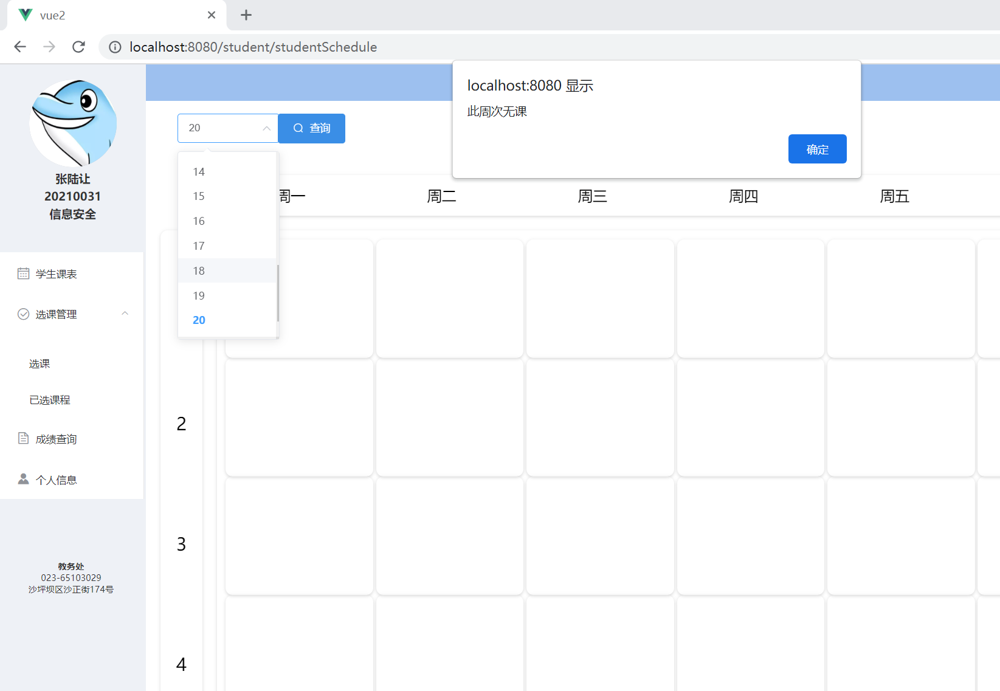 vue2
localhost:8080/student/studentSchedule
张陆让
20210031
信息安全
学生课表
选课管理
选课
已选课程
成绩查询
个人信息
教务处
023-65103029
沙坪坝区沙正街174号
localhost:8080 显示
此周次无课
确定
20
查询
14
15
16
17
18
19
20
周一
周二
周三
周四
周五
2
3
4